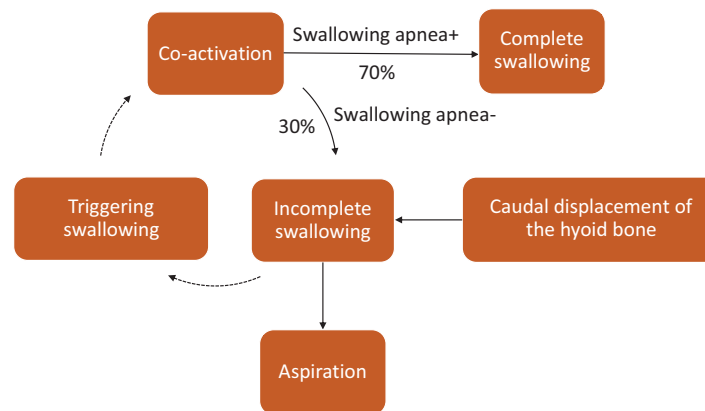 Swallowing apnea+
Co-activation
Complete
swallowing
70%
Swallowing apnea-
30%
Triggering
swallowing
Incomplete
swallowing
Caudal displacement of
the hyoid bone
Aspiration